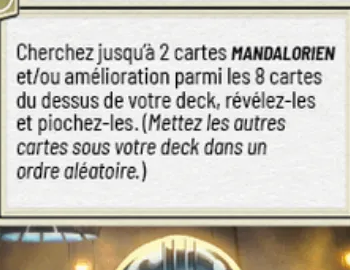 Cherchez jusqu'à 2 cartes MANDALORIEN
et/ou amélioration parmi les 8 cartes
du dessus de votre deck, révélez-les
et piochez-les. (Mettez les autres
cartes sous votre deck dans un
ordre aléatoire.)